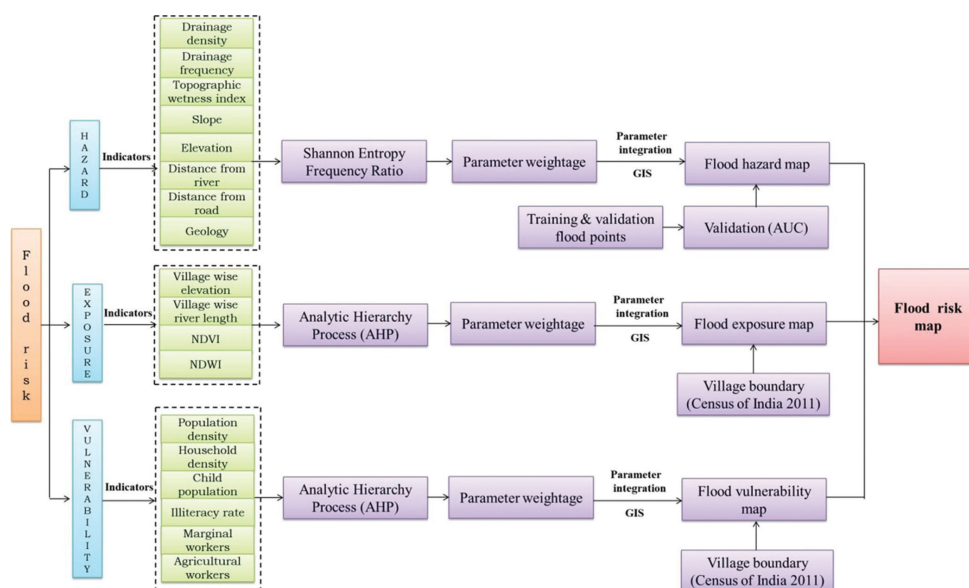 Flood risk
HAZARD
Indicators
Drainage
density
Drainage
frequency
Topographic
wetness index
Slope
Elevation
Distance from
river
Distance from
road
Geology
Shannon Entropy
Frequency Ratio
Parameter weightage
Parameter
integration
GIS
Flood hazard map
Training & validation
flood points
Validation (AUC)
EXPOSURE
Indicators
Village wise
elevation
Village wise
river length
NDVI
NDWI
Analytic Hierarchy
Process (AHP)
Parameter weightage
Parameter
integration
GIS
Flood exposure map
Village boundary
(Census of India 2011)
VULNERABILITY
Indicators
Population
density
Household
density
Child
population
Illiteracy rate
Marginal
workers
Agricultural
workers
Analytic Hierarchy
Process (AHP)
Parameter weightage
Parameter
integration
GIS
Flood vulnerability
map
Village boundary
(Census of India 2011)
Flood risk
map